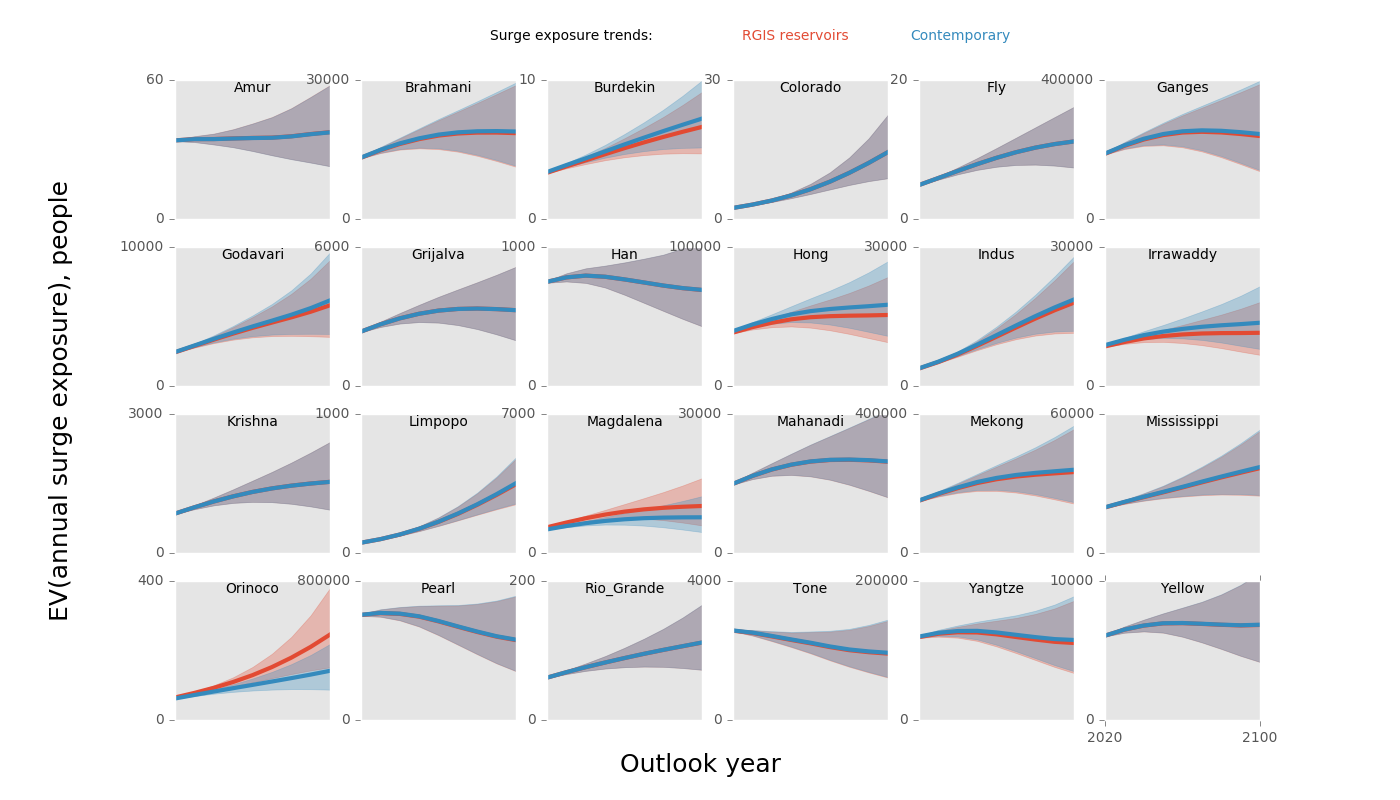 Surge exposure trends: RGIS reservoirs Contemporary
60 30000 10 30 20 400000
Amur Brahmani Burdekin Colorado Fly Ganges
0 0 0 0 0 0
10000 6000 1000 100000 30000 30000
Godavari Grijalva Han Hong Indus Irrawaddy
0 0 0 0 0 0
3000 1000 7000 30000 400000 60000
Krishna Limpopo Magdalena Mahanadi Mekong Mississippi
0 0 0 0 0 0
400 800000 200 4000 200000 10000
Orinoco Pearl Rio_Grande Tone Yangtze Yellow
0 0 0 0 0 0
2020 2100
EV(annual surge exposure), people
Outlook year